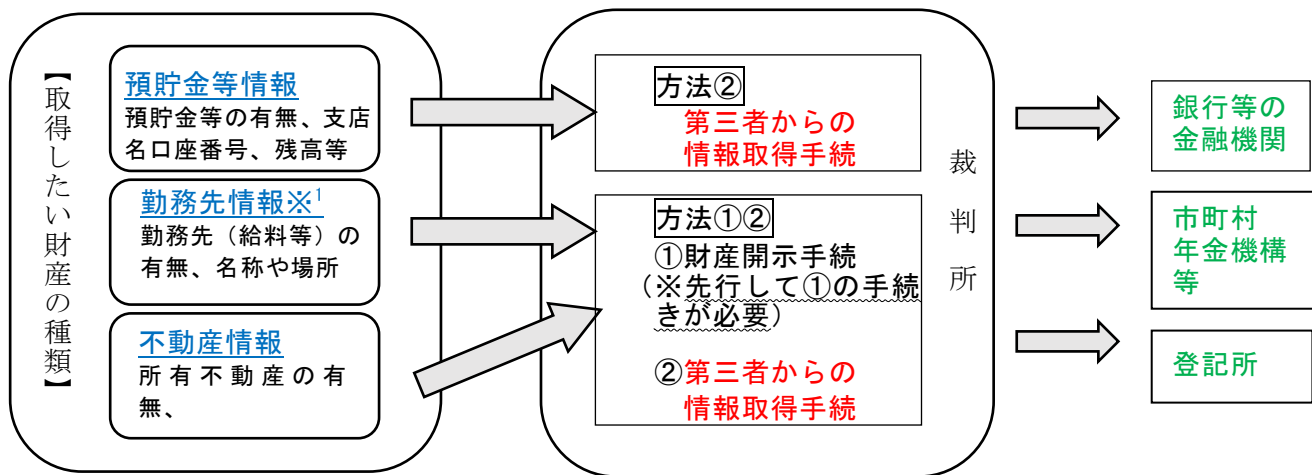 【取得したい財産の種類】
預貯金等情報
預貯金等の有無、支店
名口座番号、残高等
勤務先情報※1
勤務先（給料等）の
有無、名称や場所
不動産情報
所有不動産の有
無、
方法②
第三者からの
情報取得手続
方法①②
①財産開示手続
（※先行して①の手続
きが必要）
②第三者からの
情報取得手続
裁判所
銀行等の
金融機関
市町村
年金機構
等
登記所